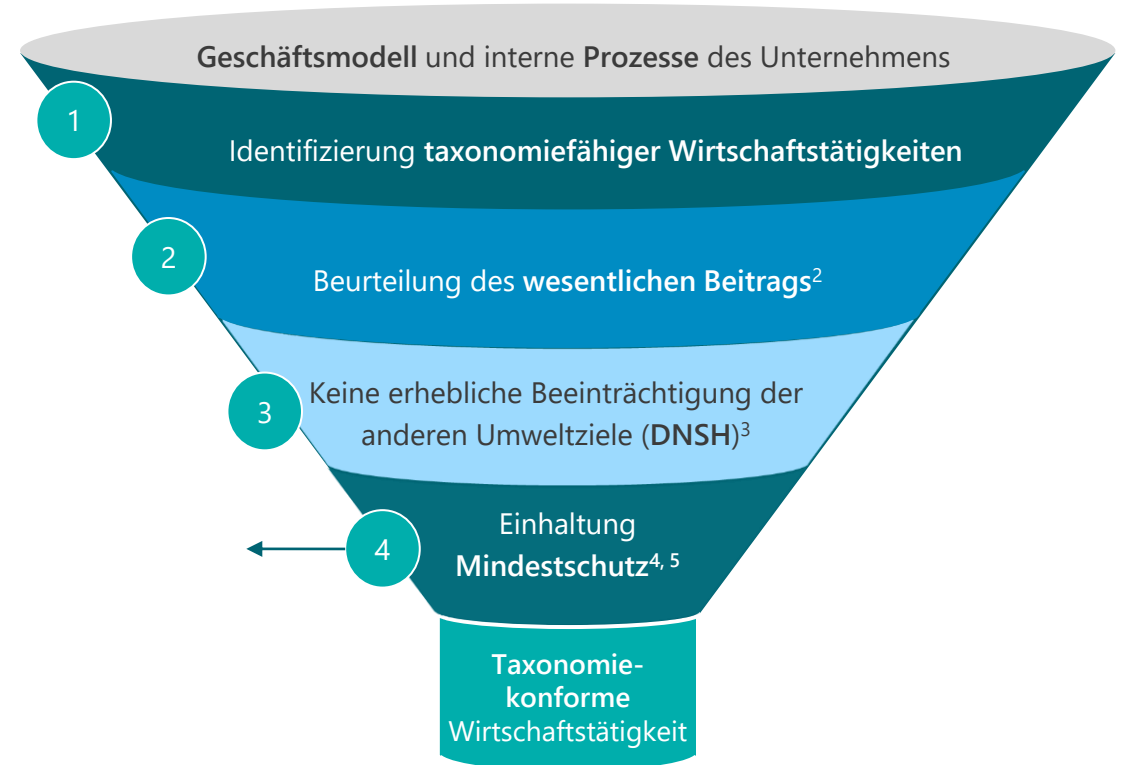 Geschäftsmodell und interne Prozesse des Unternehmens
1
Identifizierung taxonomiefähiger Wirtschaftstätigkeiten
2
Beurteilung des wesentlichen Beitrags²
3
Keine erhebliche Beeinträchtigung der
anderen Umweltziele (DNSH)³
4
Einhaltung
Mindestschutz⁴, ⁵
Taxonomie-
konforme
Wirtschaftstätigkeit